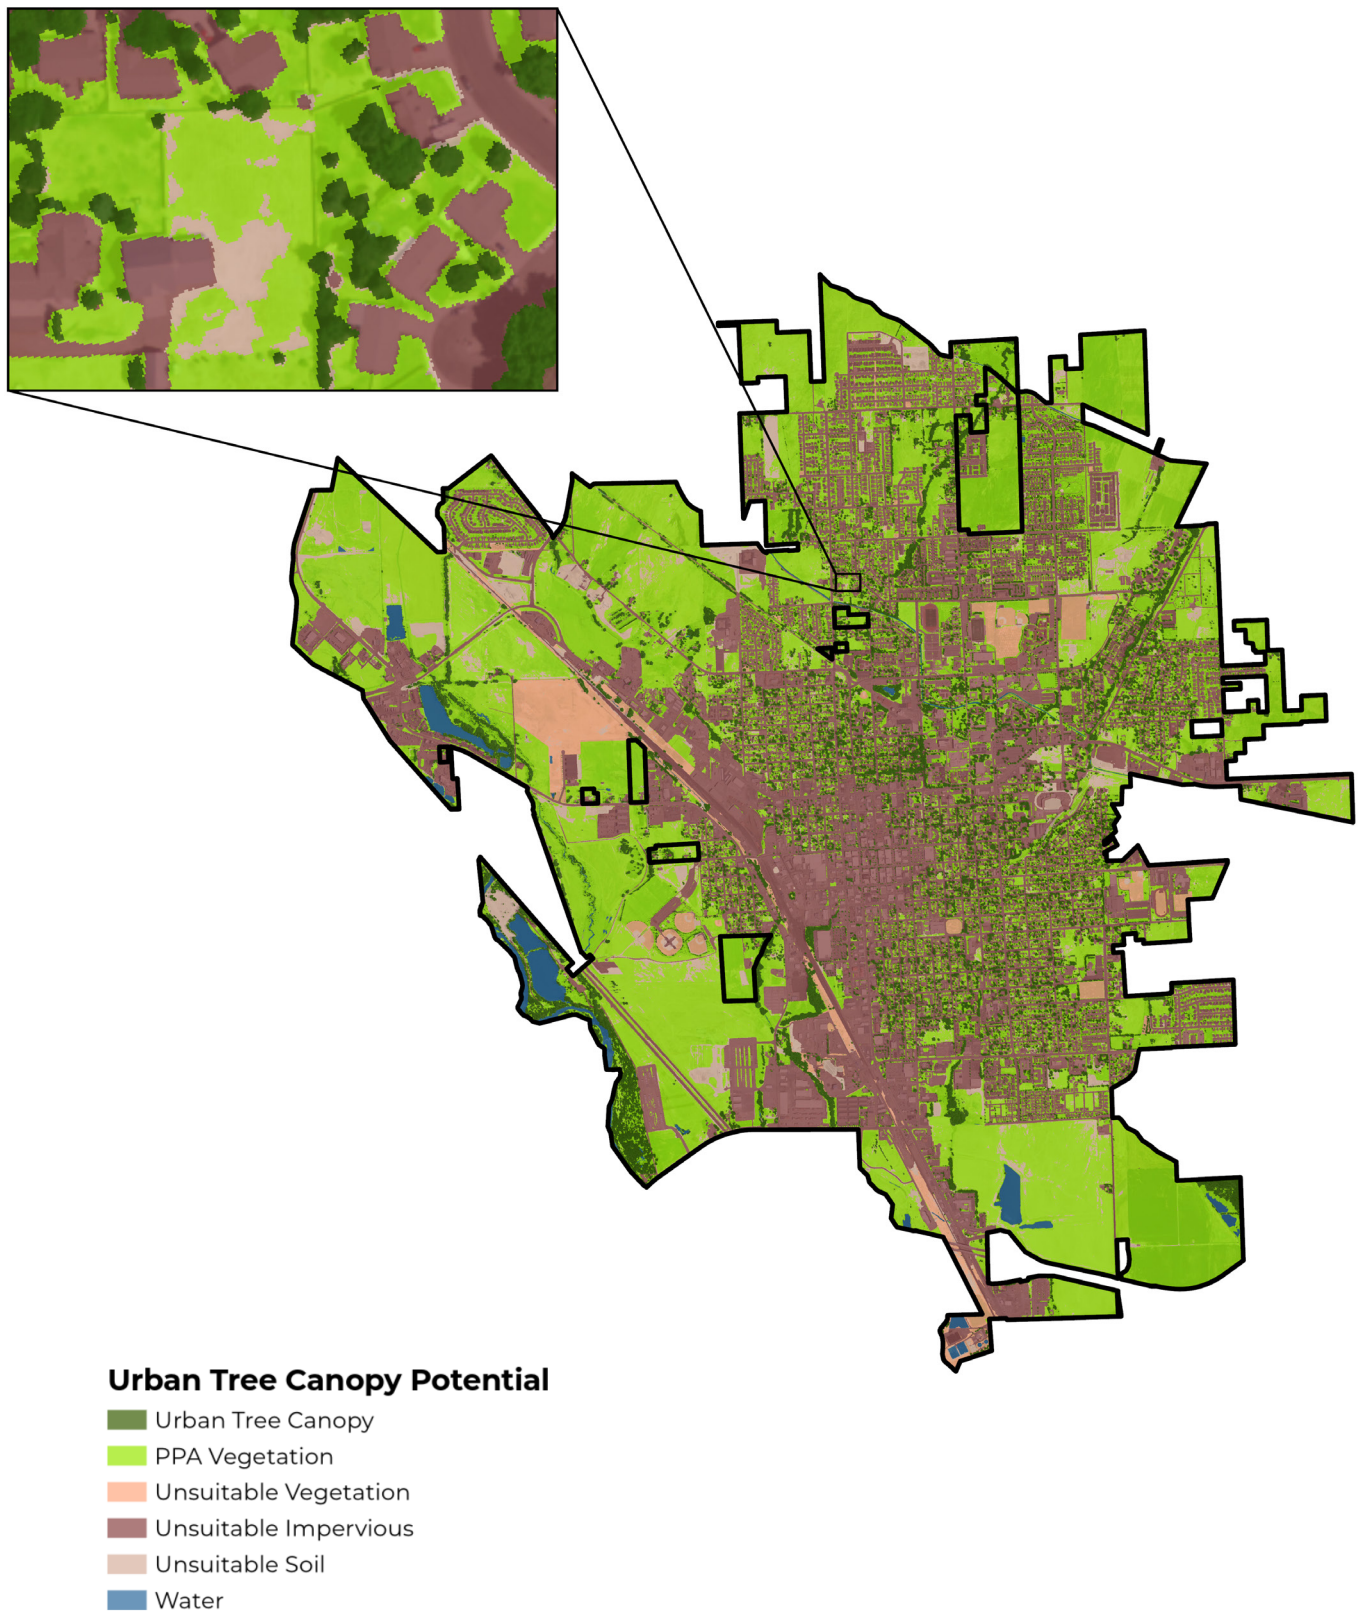 Urban Tree Canopy Potential
Urban Tree Canopy
PPA Vegetation
Unsuitable Vegetation
Unsuitable Impervious
Unsuitable Soil
Water